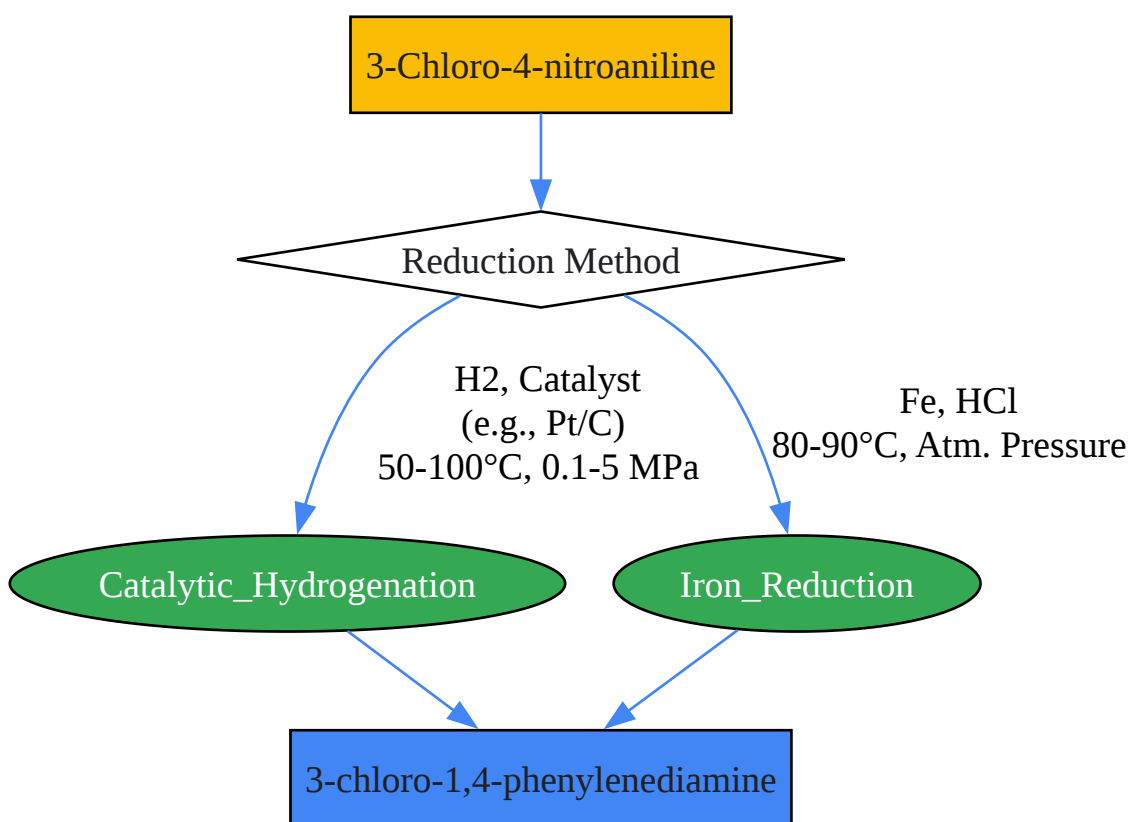 3-Chloro-4-nitroaniline
Reduction Method
H2, Catalyst
(e.g., Pt/C)
50-100°C, 0.1-5 MPa
Fe, HCl
80-90°C, Atm. Pressure
Catalytic_Hydrogenation
Iron_Reduction
3-chloro-1,4-phenylenediamine